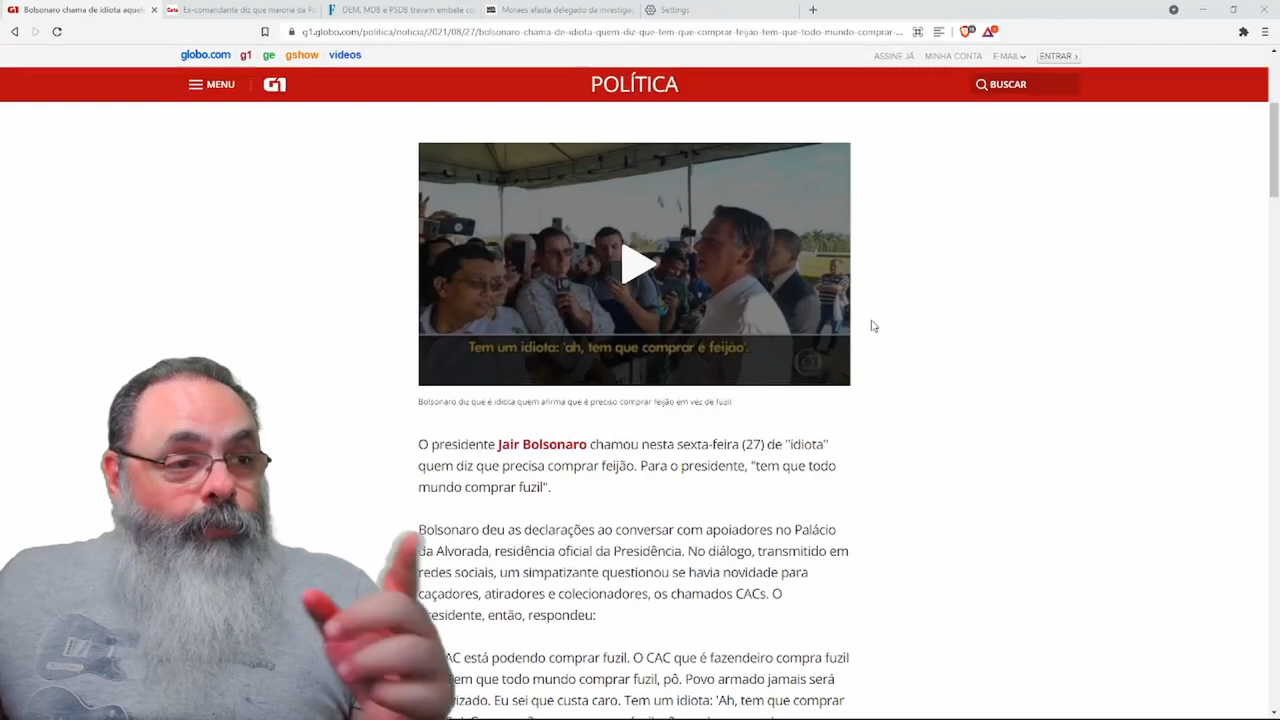 Bolsonaro chama de idiota aquele
Ex-comandante diz que maioria da Po
DEM, MDB e PSDB travam embate co
Moraes afasta delegado da investigaç
Settings
g1.globo.com/politica/noticia/2021/08/27/bolsonaro-chama-de-idiota-quem-diz-que-tem-que-comprar-feijao-tem-que-todo-mundo-comprar-...
globo.com g1 ge gshow videos
ASSINE JÁ MINHA CONTA E-MAIL ENTRAR ›
MENU G1 POLÍTICA BUSCAR
Tem um idiota: 'ah, tem que comprar é feijão'.
Bolsonaro diz que é idiota quem afirma que é preciso comprar feijão em vez de fuzil
O presidente Jair Bolsonaro chamou nesta sexta-feira (27) de "idiota"
quem diz que precisa comprar feijão. Para o presidente, "tem que todo
mundo comprar fuzil".
Bolsonaro deu as declarações ao conversar com apoiadores no Palácio
da Alvorada, residência oficial da Presidência. No diálogo, transmitido em
redes sociais, um simpatizante questionou se havia novidade para
caçadores, atiradores e colecionadores, os chamados CACs. O
residente, então, respondeu:
AC está podendo comprar fuzil. O CAC que é fazendeiro compra fuzil
em que todo mundo comprar fuzil, pô. Povo armado jamais será
vizado. Eu sei que custa caro. Tem um idiota: 'Ah, tem que comprar